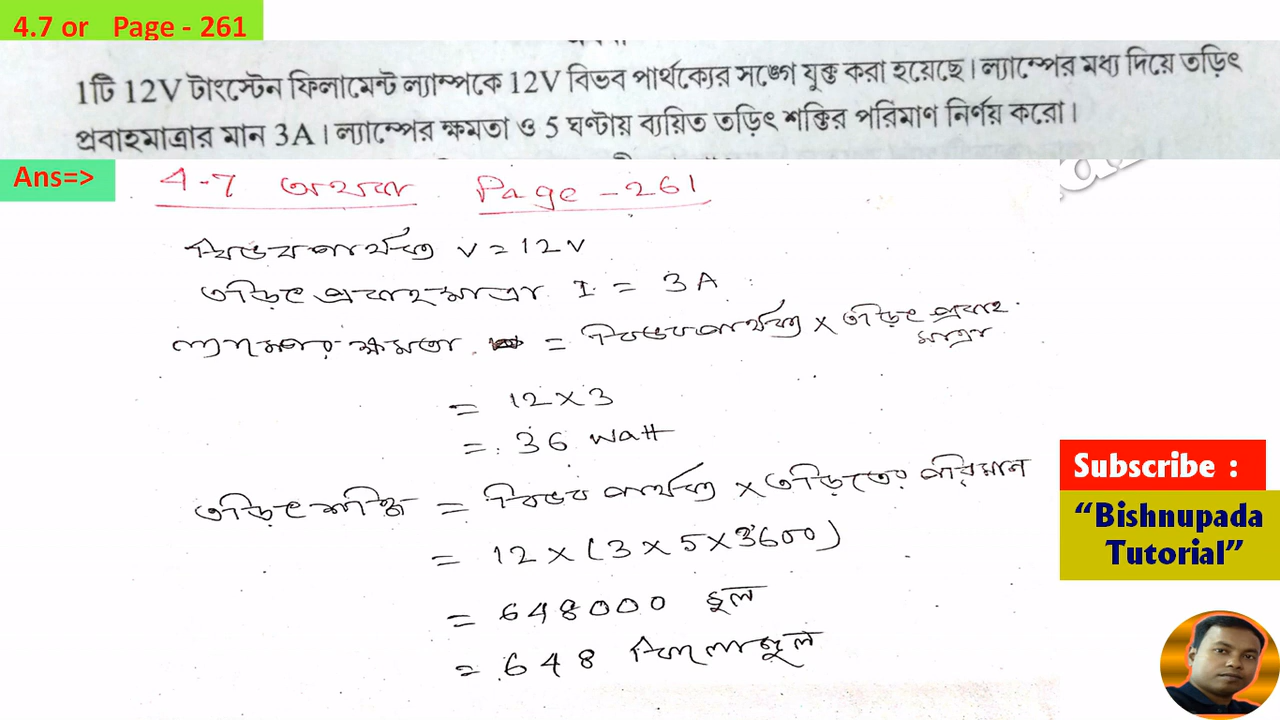 4.7 or Page - 261
1টি 12V টাংস্টেন ফিলামেন্ট ল্যাম্পকে 12V বিভব পার্থক্যের সঙ্গে যুক্ত করা হয়েছে। ল্যাম্পের মধ্য দিয়ে তড়িৎ
প্রবাহমাত্রার মান 3A। ল্যাম্পের ক্ষমতা ও 5 ঘণ্টায় ব্যয়িত তড়িৎ শক্তির পরিমাণ নির্ণয় করো।
Ans=>
4.7 অথবা Page - 261
বিভবপার্থক্য V = 12V
তড়িৎ প্রবাহমাত্রা I = 3A
ল্যাম্পের ক্ষমতা = বিভবপার্থক্য × তড়িৎ প্রবাহ
মাত্রা
= 12 × 3
= 36 Watt
তড়িৎশক্তি = বিভব পার্থক্য × তড়িতের পরিমান
= 12 × (3 × 5 × 3600)
= 648000 জুল
= 648 কিলোজুল
Subscribe :
“Bishnupada
Tutorial”